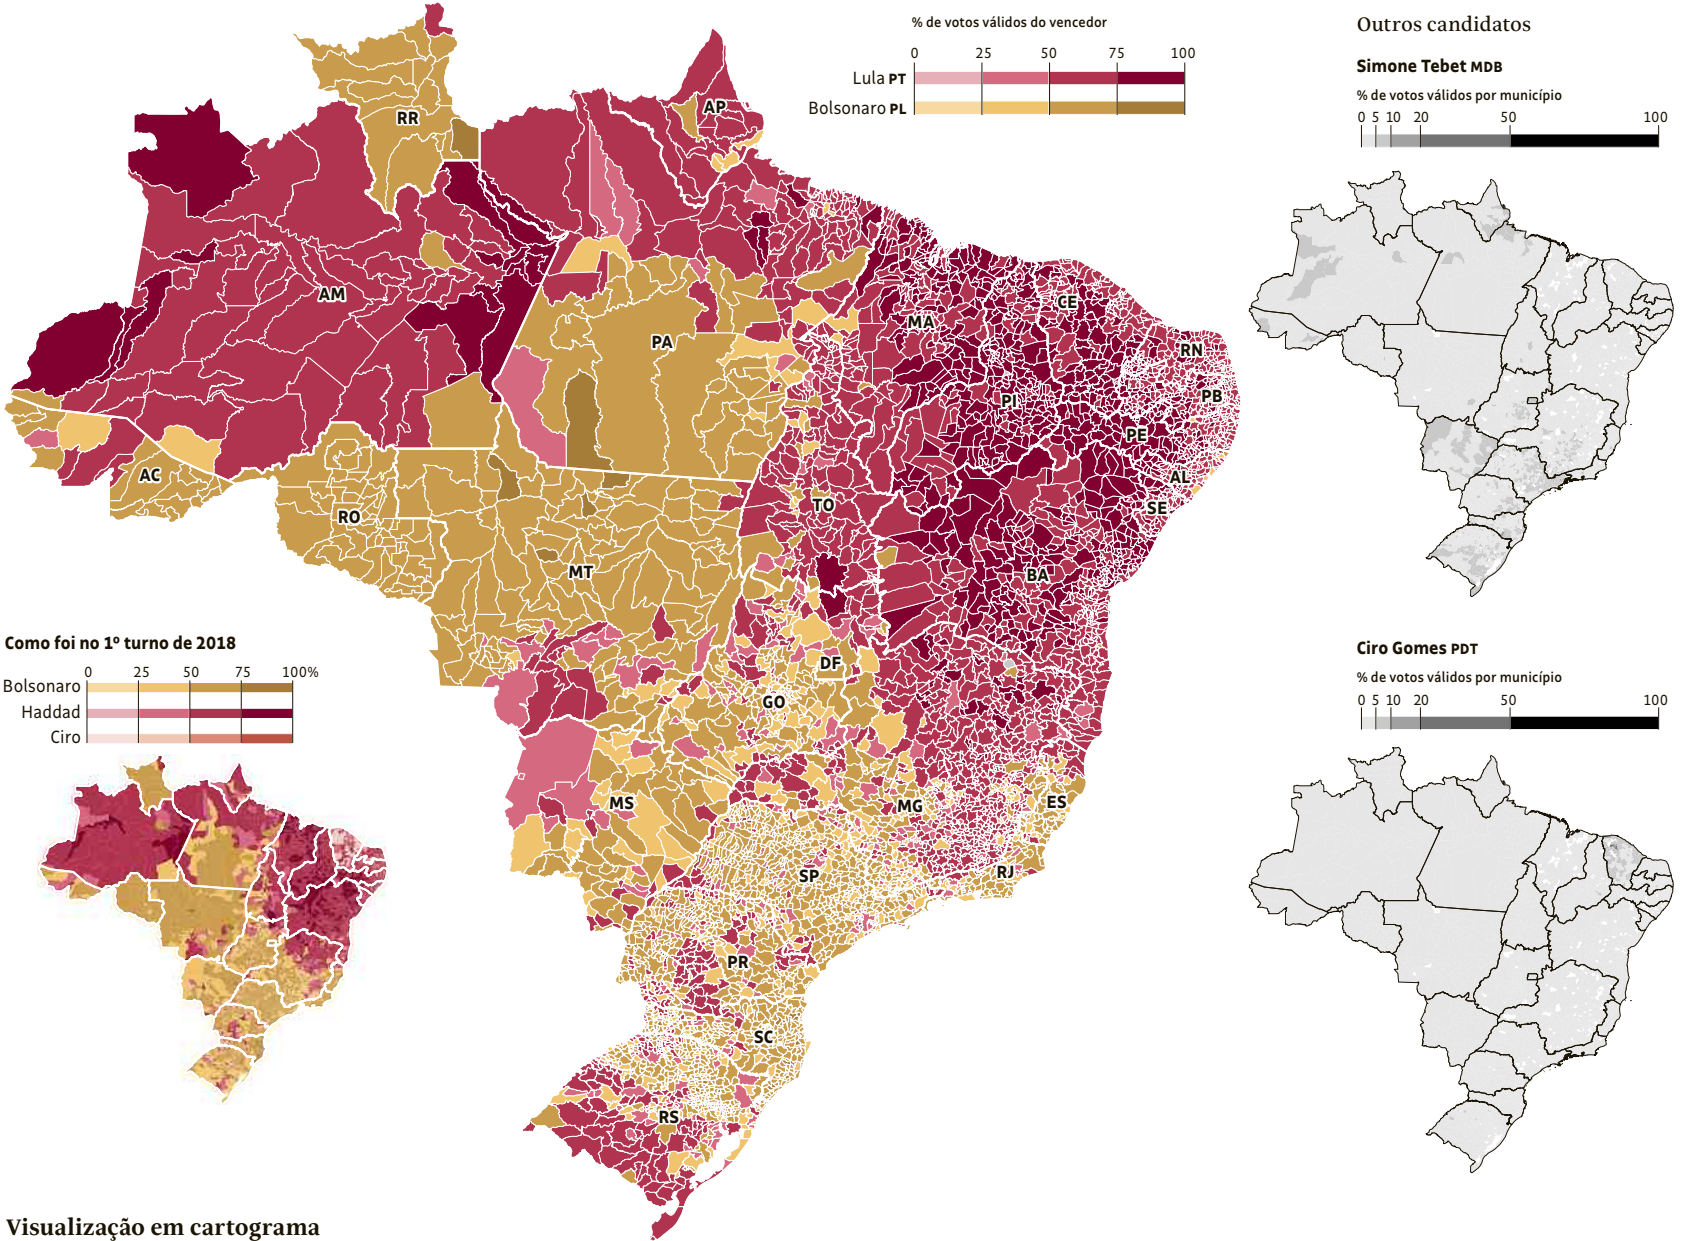 % de votos válidos do vencedor
0 25 50 75 100
Lula PT
Bolsonaro PL
Outros candidatos
Simone Tebet MDB
% de votos válidos por município
0 5 10 20 50 100
RR
AP
AM
PA
MA
CE
RN
PB
PI
PE
AL
SE
AC
RO
TO
MT
BA
DF
GO
MS
MG
ES
SP
RJ
PR
SC
RS
Como foi no 1º turno de 2018
0 25 50 75 100%
Bolsonaro
Haddad
Ciro
Ciro Gomes PDT
% de votos válidos por município
0 5 10 20 50 100
Visualização em cartograma